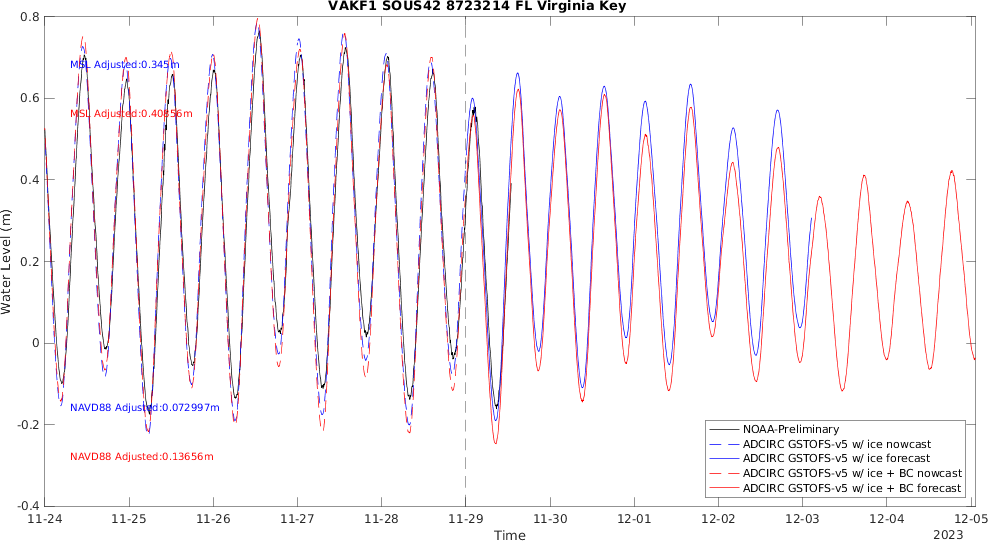 VAKF1 SOUS42 8723214 FL Virginia Key
0.8
0.6
0.4
0.2
0
-0.2
-0.4
Water Level (m)
MSL Adjusted:0.345m
MSL Adjusted:0.40856m
NAVD88 Adjusted:0.072997m
NAVD88 Adjusted:0.13656m
NOAA-Preliminary
ADCIRC GSTOFS-v5 w/ ice nowcast
ADCIRC GSTOFS-v5 w/ ice forecast
ADCIRC GSTOFS-v5 w/ ice + BC nowcast
ADCIRC GSTOFS-v5 w/ ice + BC forecast
11-24 11-25 11-26 11-27 11-28 11-29 11-30 12-01 12-02 12-03 12-04 12-05
Time
2023